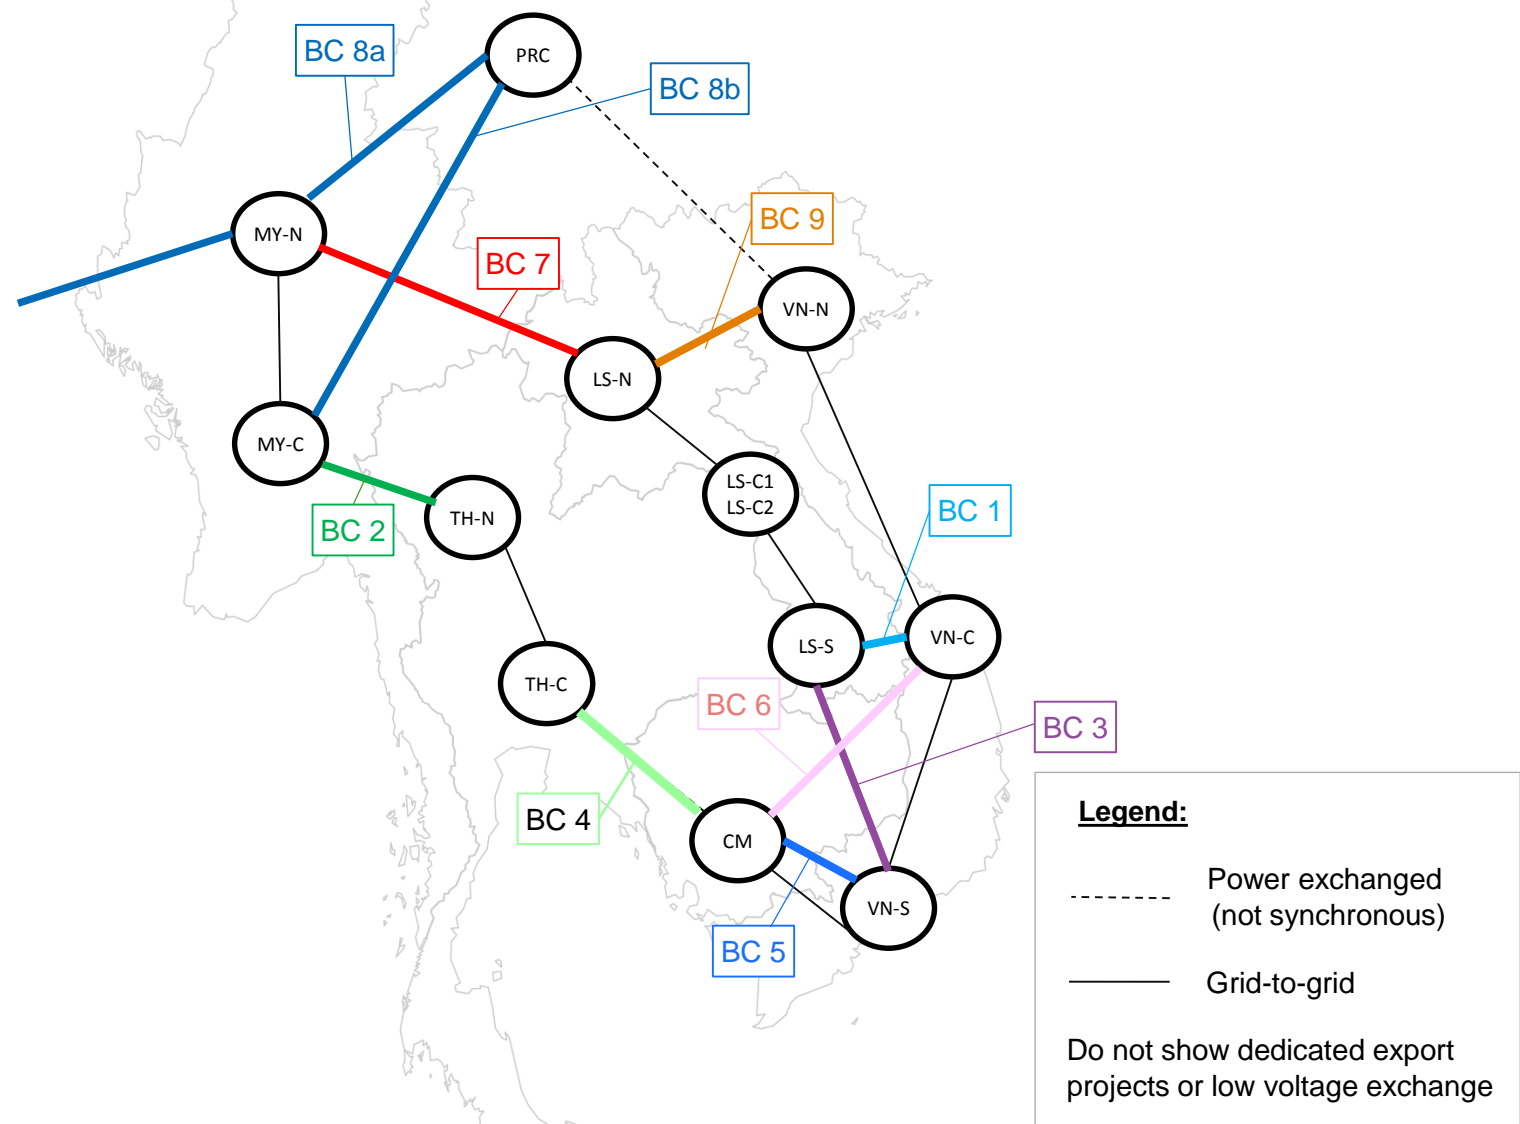 PRC
BC 8a
BC 8b
MY-N
BC 9
BC 7
VN-N
LS-N
MY-C
LS-C1
LS-C2
BC 1
BC 2
TH-N
VN-C
LS-S
TH-C
BC 6
BC 3
BC 4
CM
VN-S
BC 5
Legend:
Power exchanged
(not synchronous)
Grid-to-grid
Do not show dedicated export
projects or low voltage exchange